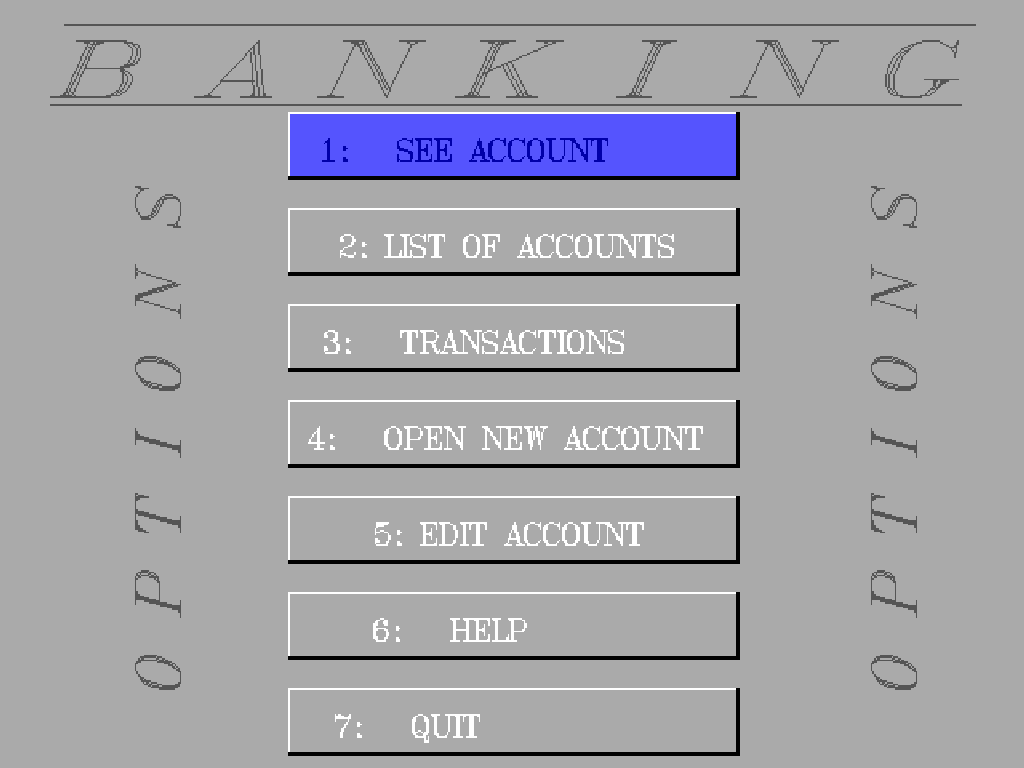 BANKING
1: SEE ACCOUNT
2: LIST OF ACCOUNTS
3: TRANSACTIONS
4: OPEN NEW ACCOUNT
5: EDIT ACCOUNT
6: HELP
7: QUIT
OPTIONS
OPTIONS